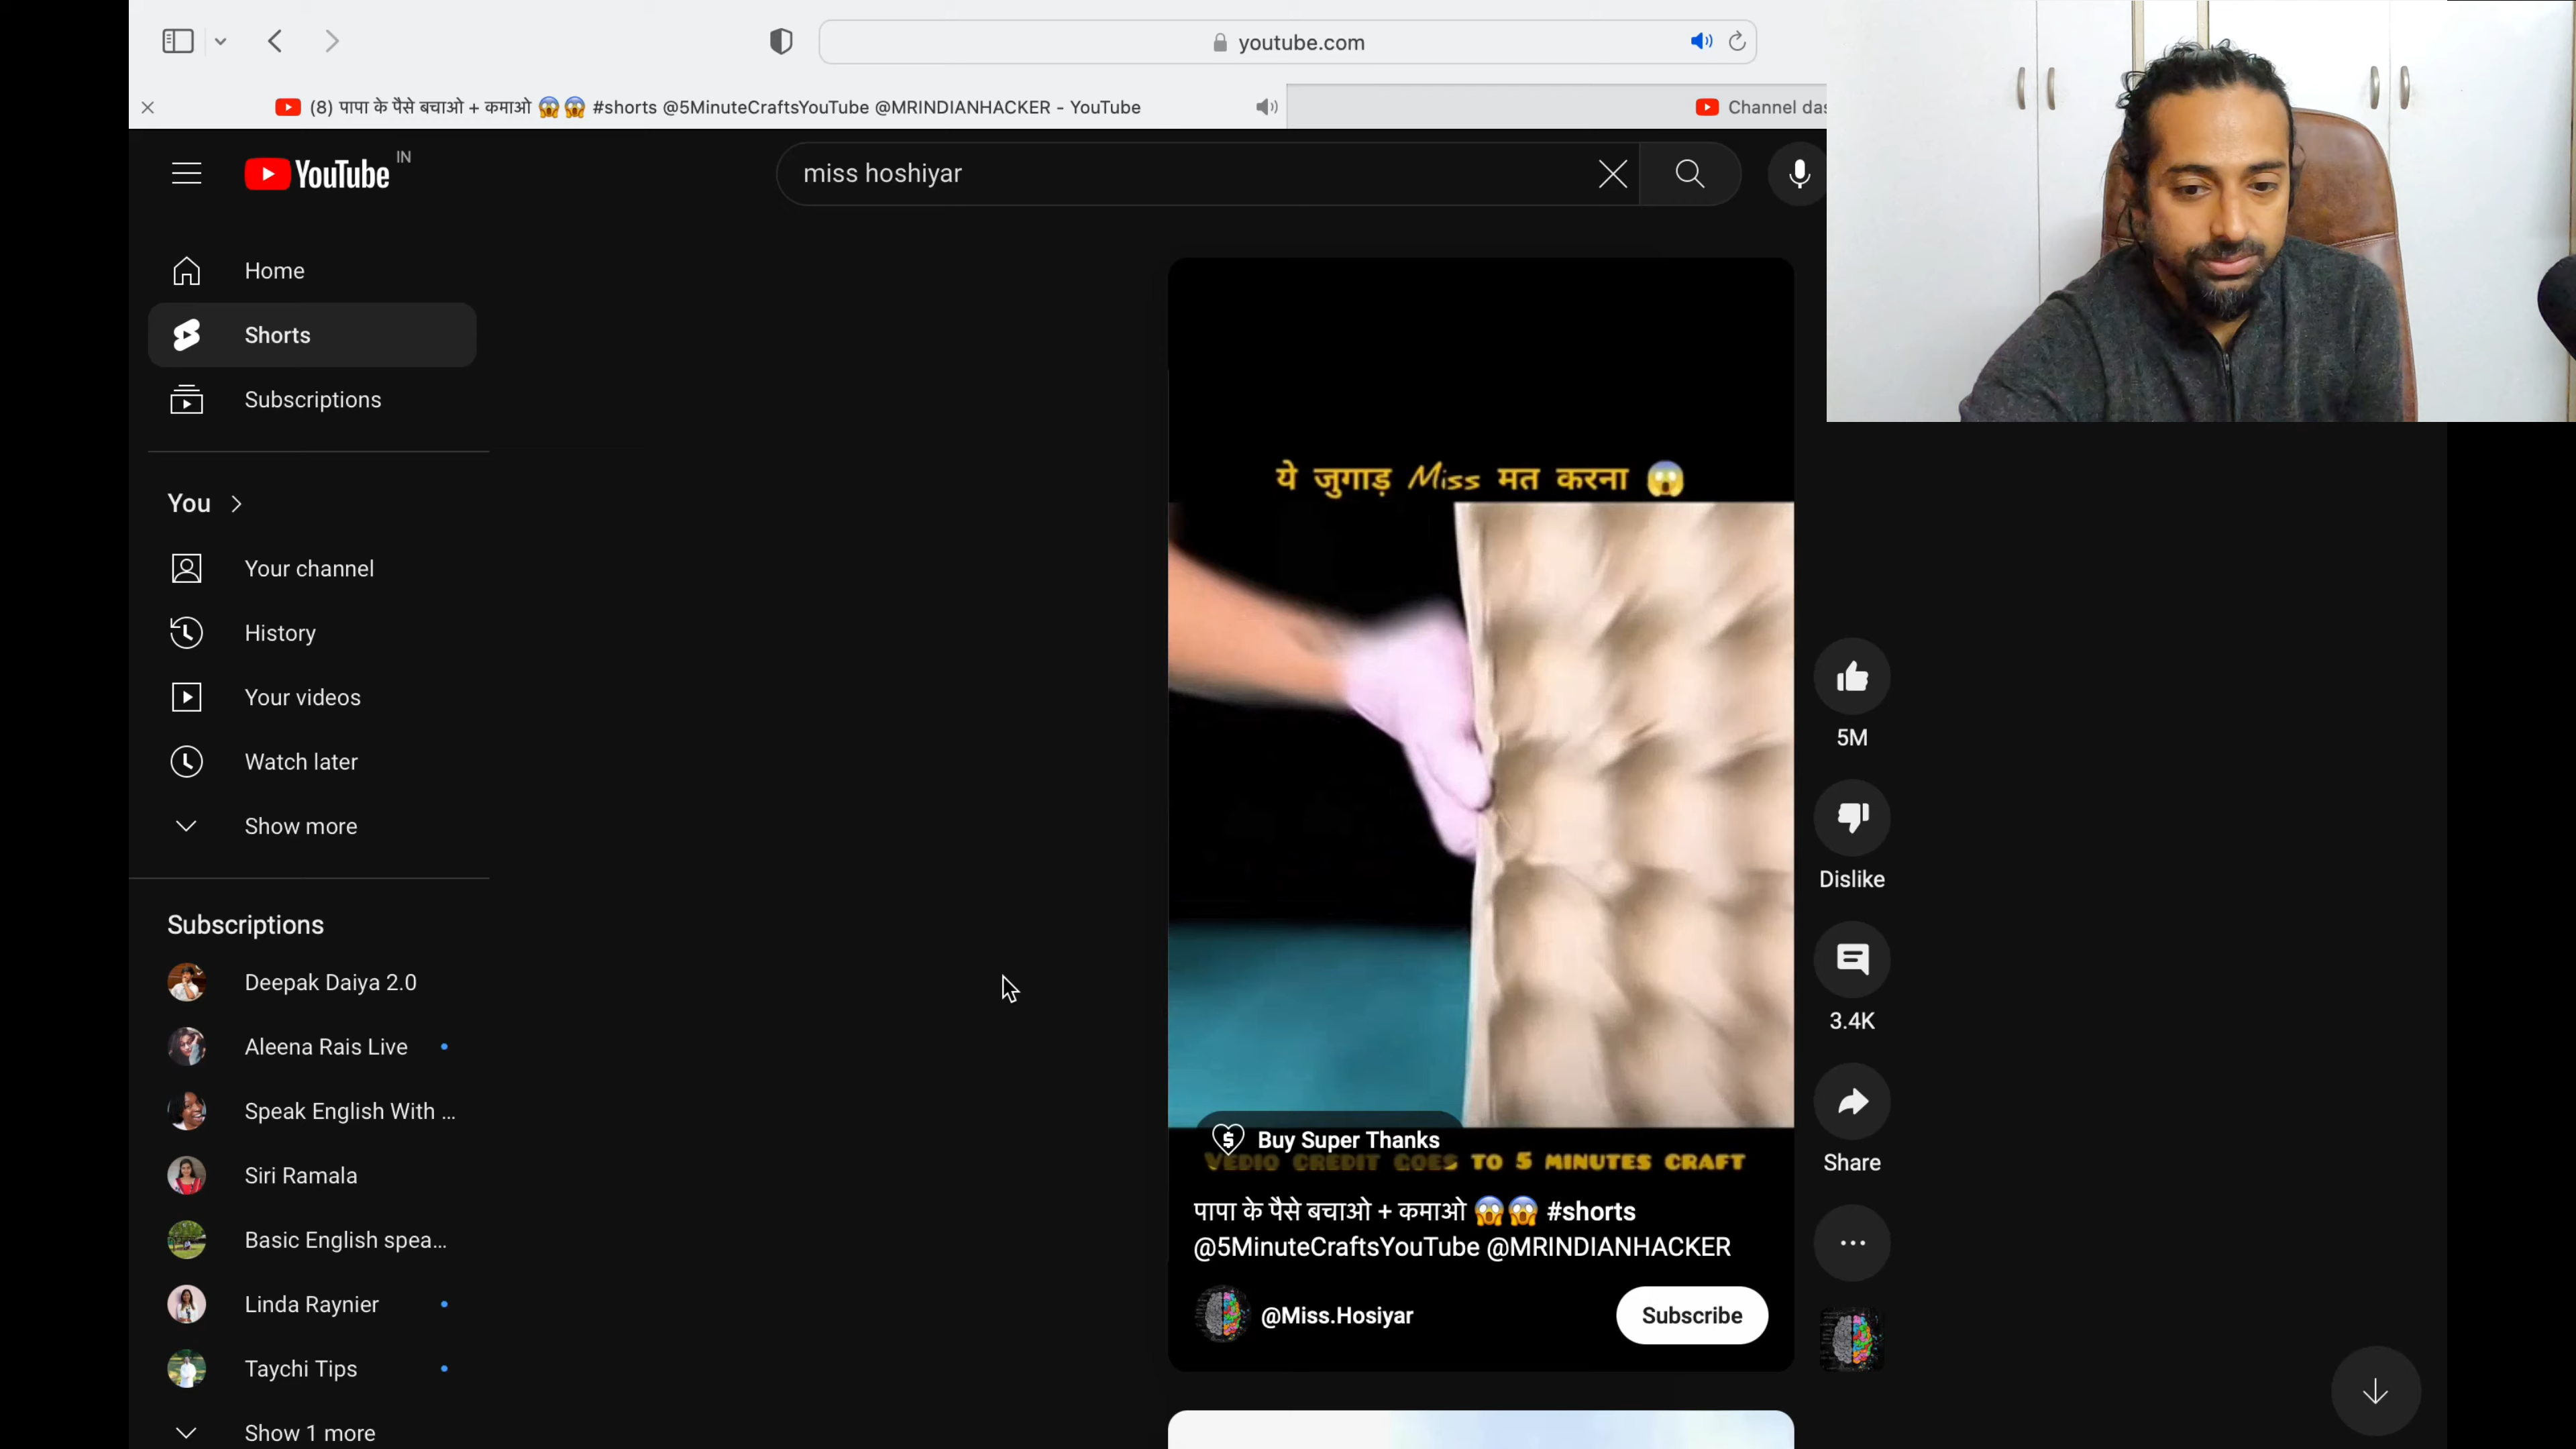 youtube.com
(8) पापा के पैसे बचाओ + कमाओ 😱😱 #shorts @5MinuteCraftsYouTube @MRINDIANHACKER - YouTube
Channel das
YouTube IN
miss hoshiyar
Home
Shorts
Subscriptions
You
Your channel
History
Your videos
Watch later
Show more
Subscriptions
Deepak Daiya 2.0
Aleena Rais Live
Speak English With ...
Siri Ramala
Basic English spea...
Linda Raynier
Taychi Tips
Show 1 more
ये जुगाड़ Miss मत करना 😱
Buy Super Thanks
VEDIO CREDIT GOES TO 5 MINUTES CRAFT
पापा के पैसे बचाओ + कमाओ 😱😱 #shorts
@5MinuteCraftsYouTube @MRINDIANHACKER
@Miss.Hosiyar
Subscribe
5M
Dislike
3.4K
Share